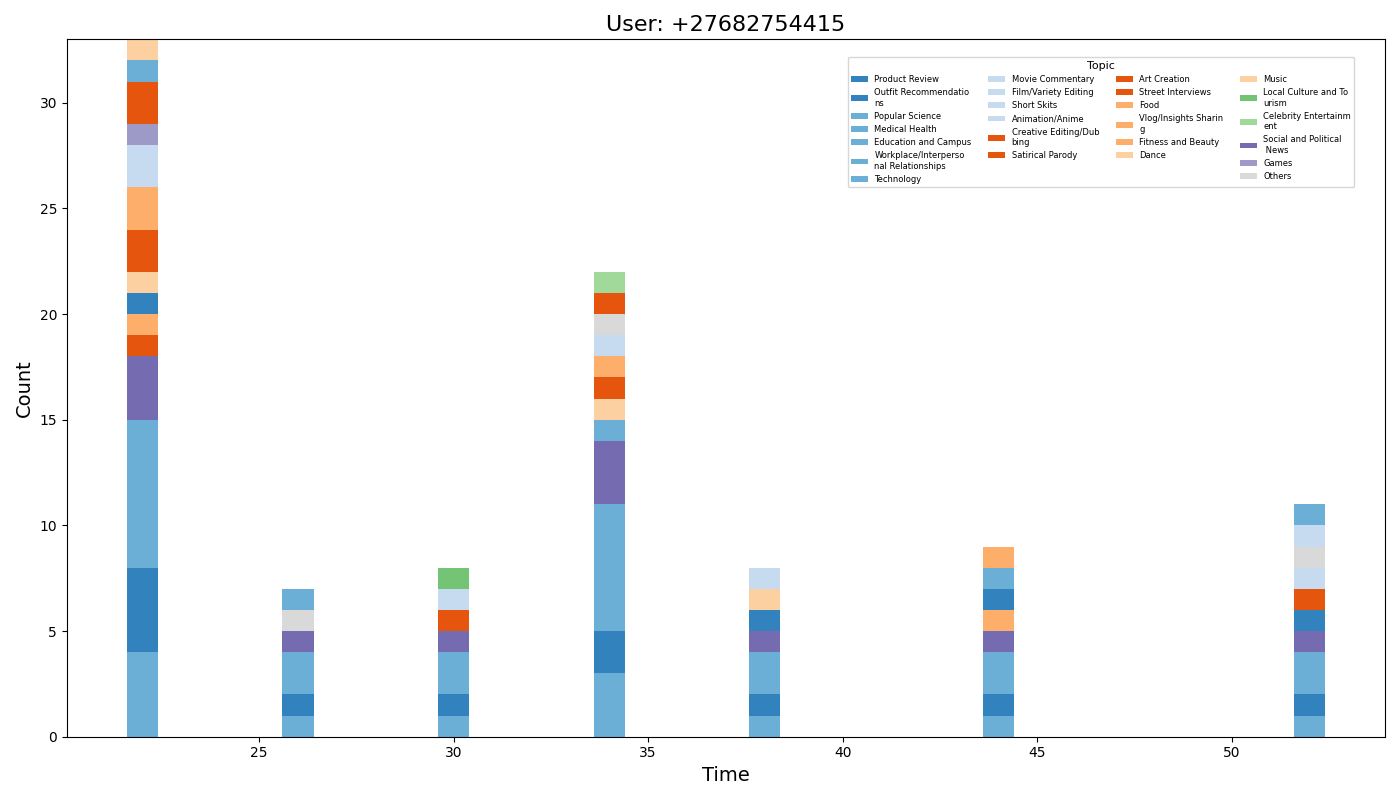 User: +27682754415
Topic
Product Review
Outfit Recommendatio
ns
Popular Science
Medical Health
Education and Campus
Workplace/Interperso
nal Relationships
Technology
Movie Commentary
Film/Variety Editing
Short Skits
Animation/Anime
Creative Editing/Dub
bing
Satirical Parody
Art Creation
Street Interviews
Food
Vlog/Insights Sharin
g
Fitness and Beauty
Dance
Music
Local Culture and To
urism
Celebrity Entertainm
ent
Social and Political
News
Games
Others
Count
30
25
20
15
10
5
0
25
30
35
40
45
50
Time